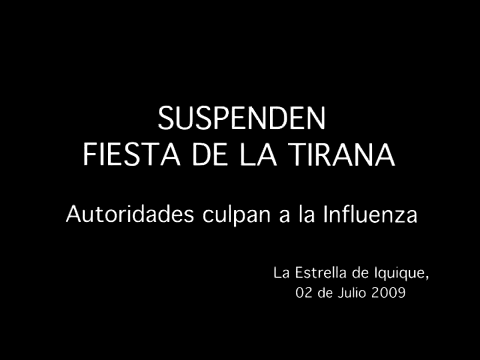 SUSPENDEN
FIESTA DE LA TIRANA
Autoridades culpan a la Influenza
La Estrella de Iquique,
02 de Julio 2009